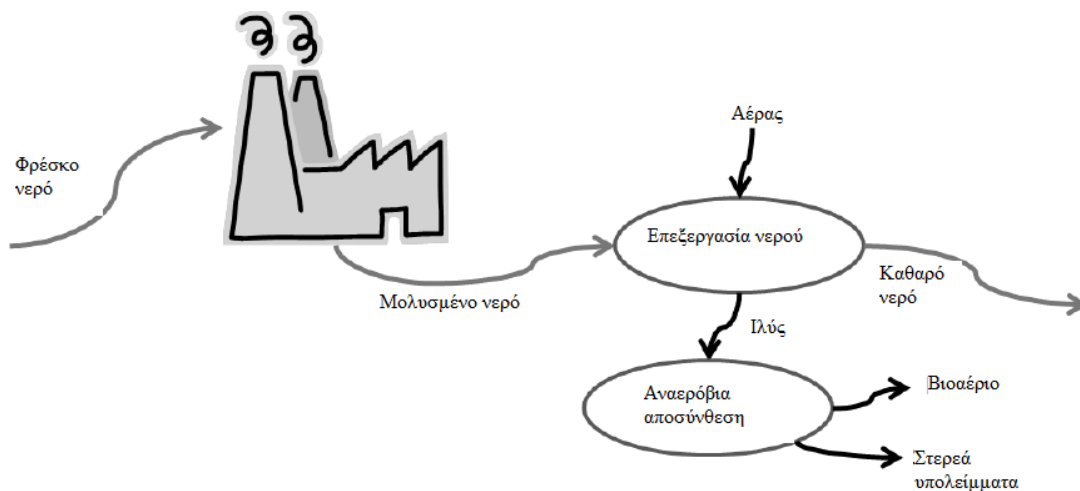 Φρέσκο
νερό
Αέρας
Επεξεργασία νερού
Μολυσμένο νερό
Καθαρό
νερό
Ιλύς
Αναερόβια
αποσύνθεση
Βιοαέριο
Στερεά
υπολείμματα